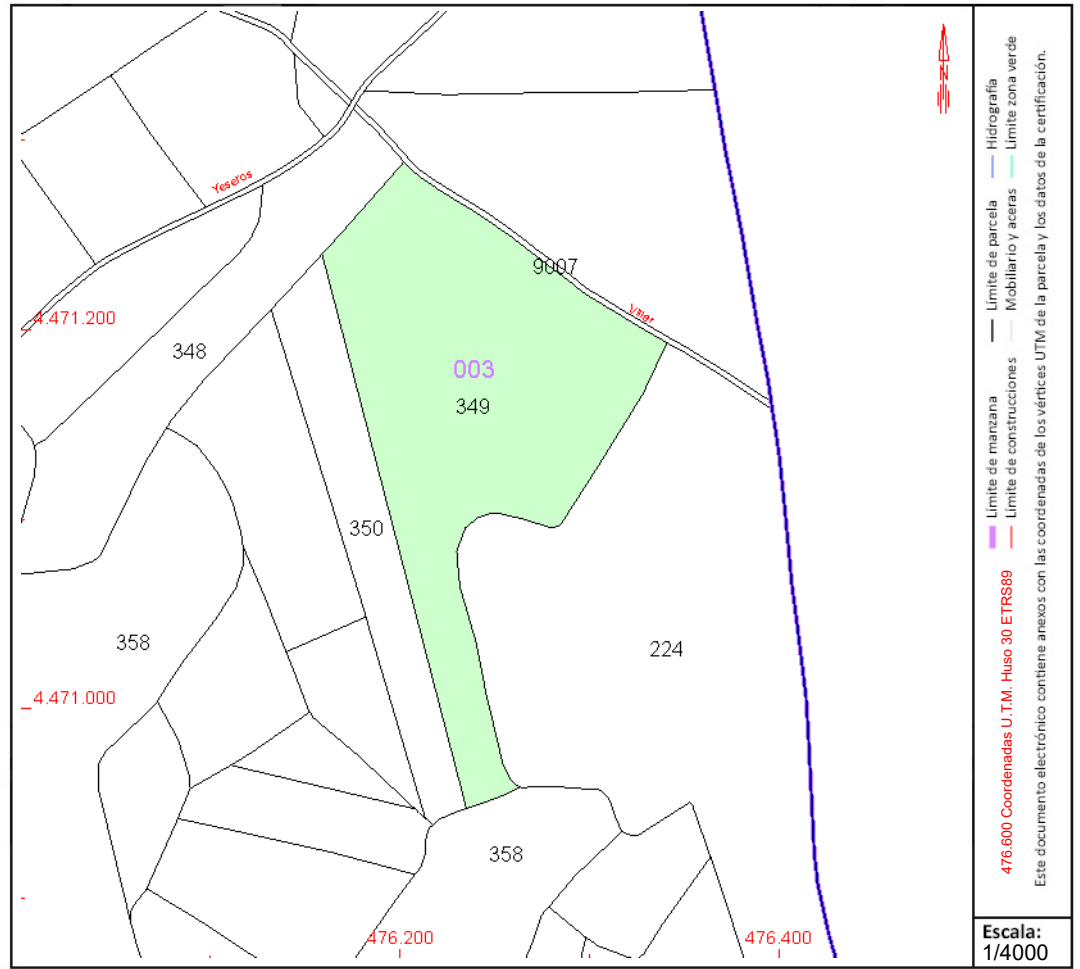 N
Yeseros
9007
4.471.200
348
003
349
350
358
224
4.471.000
358
476.200
476.400
Límite de manzana
Límite de parcela
Hidrografía
Límite de construcciones
Mobiliario y aceras
Límite zona verde
476.600 Coordenadas U.T.M. Huso 30 ETRS89
Este documento electrónico contiene anexos con las coordenadas de los vértices UTM de la parcela y los datos de la certificación.
Escala:
1/4000